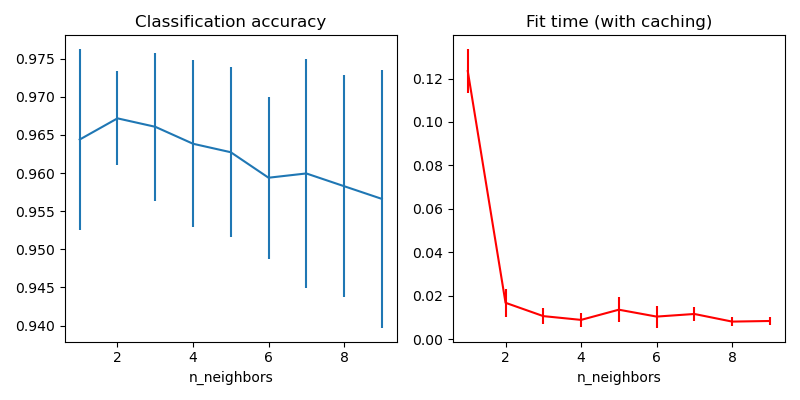 Classification accuracy
0.975
0.970
0.965
0.960
0.955
0.950
0.945
0.940
2 4 6 8
n_neighbors
Fit time (with caching)
0.12
0.10
0.08
0.06
0.04
0.02
0.00
2 4 6 8
n_neighbors